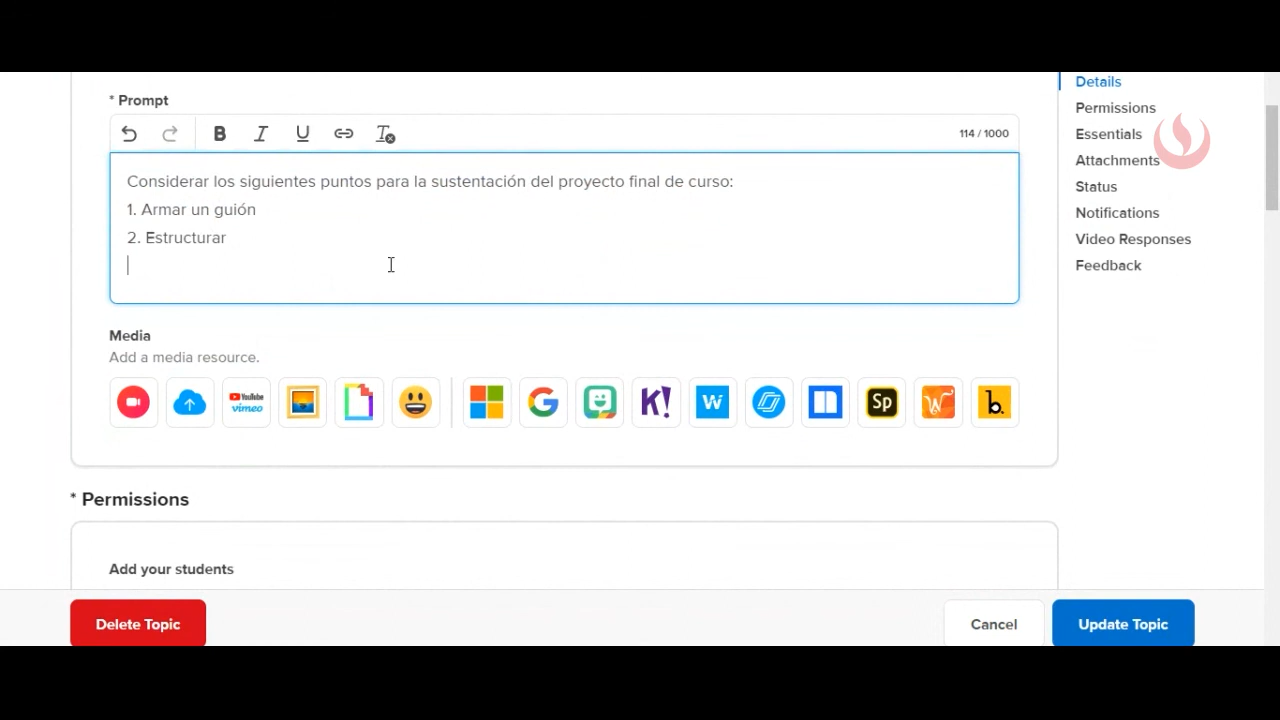 Details
* Prompt
Permissions
114 / 1000
Essentials
Attachments
Considerar los siguientes puntos para la sustentación del proyecto final de curso:
Status
1. Armar un guión
Notifications
2. Estructurar
Video Responses
Feedback
Media
Add a media resource.
YouTube
vimeo
K!
W
Sp
W
b.
* Permissions
Add your students
Delete Topic
Cancel
Update Topic